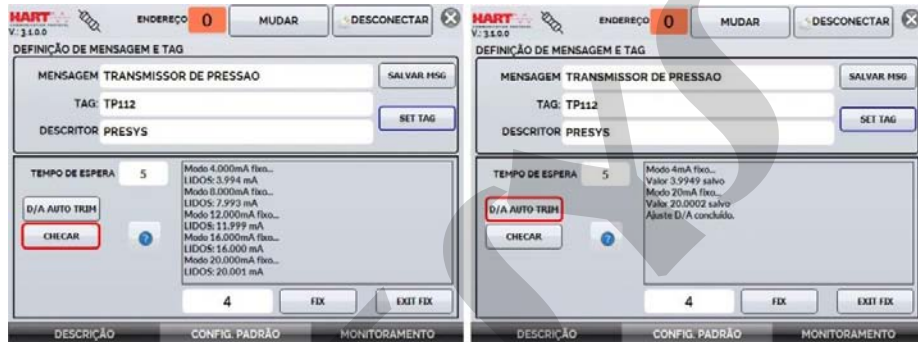 HART
V.: 3.1.0.0
ENDEREÇO 0 MUDAR DESCONECTAR
DEFINIÇÃO DE MENSAGEM E TAG
MENSAGEM TRANSMISSOR DE PRESSAO SALVAR MSG
TAG: TP112
SET TAG
DESCRITOR PRESYS
TEMPO DE ESPERA 5
D/A AUTO TRIM
CHECAR
?
Modo 4.000mA fixo...
LIDOS: 3.994 mA
Modo 8.000mA fixo...
LIDOS: 7.993 mA
Modo 12.000mA fixo...
LIDOS: 11.999 mA
Modo 16.000mA fixo...
LIDOS: 16.000 mA
Modo 20.000mA fixo...
LIDOS: 20.001 mA
4 FIX EXIT FIX
DESCRIÇÃO CONFIG. PADRÃO MONITORAMENTO
HART
V.: 3.1.0.0
ENDEREÇO 0 MUDAR DESCONECTAR
DEFINIÇÃO DE MENSAGEM E TAG
MENSAGEM TRANSMISSOR DE PRESSAO SALVAR MSG
TAG: TP112
SET TAG
DESCRITOR PRESYS
TEMPO DE ESPERA 5
D/A AUTO TRIM
CHECAR
?
Modo 4mA fixo...
Valor 3.9949 salvo
Modo 20mA fixo...
Valor 20.0002 salvo
Ajuste D/A concluído.
4 FIX EXIT FIX
DESCRIÇÃO CONFIG. PADRÃO MONITORAMENTO